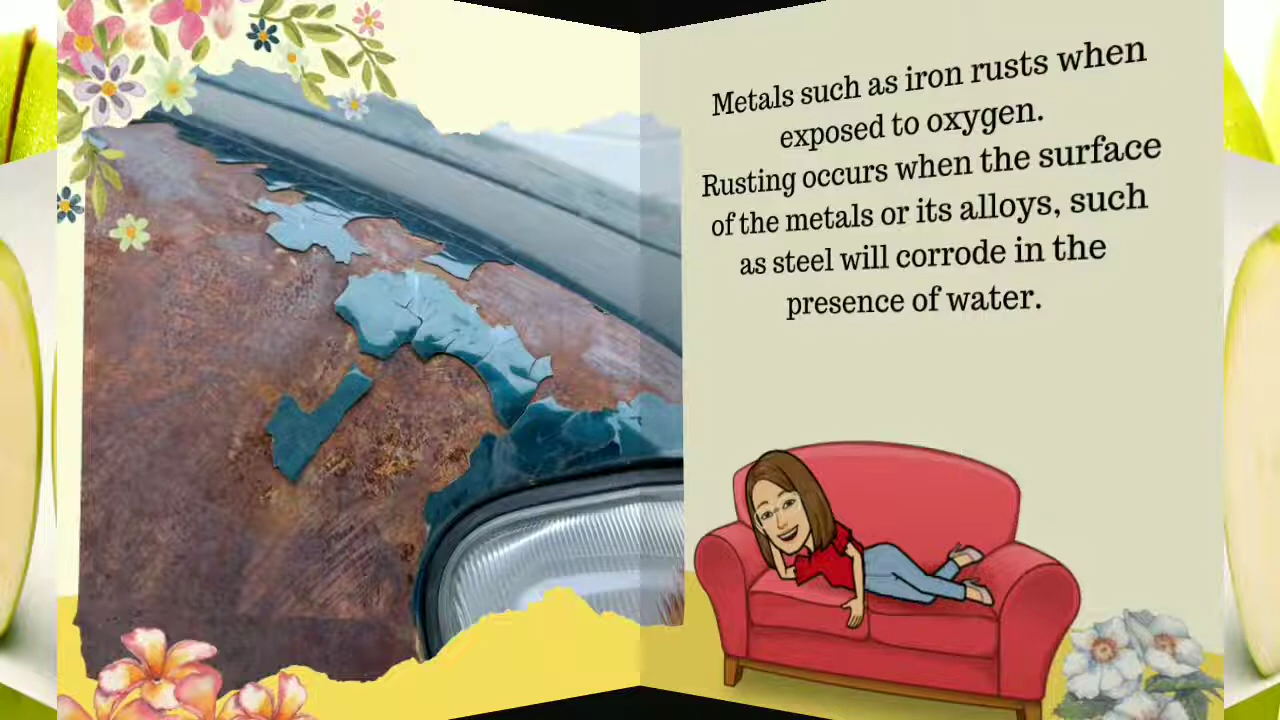 Metals such as iron rusts when
exposed to oxygen.
Rusting occurs when the surface
of the metals or its alloys, such
as steel will corrode in the
presence of water.